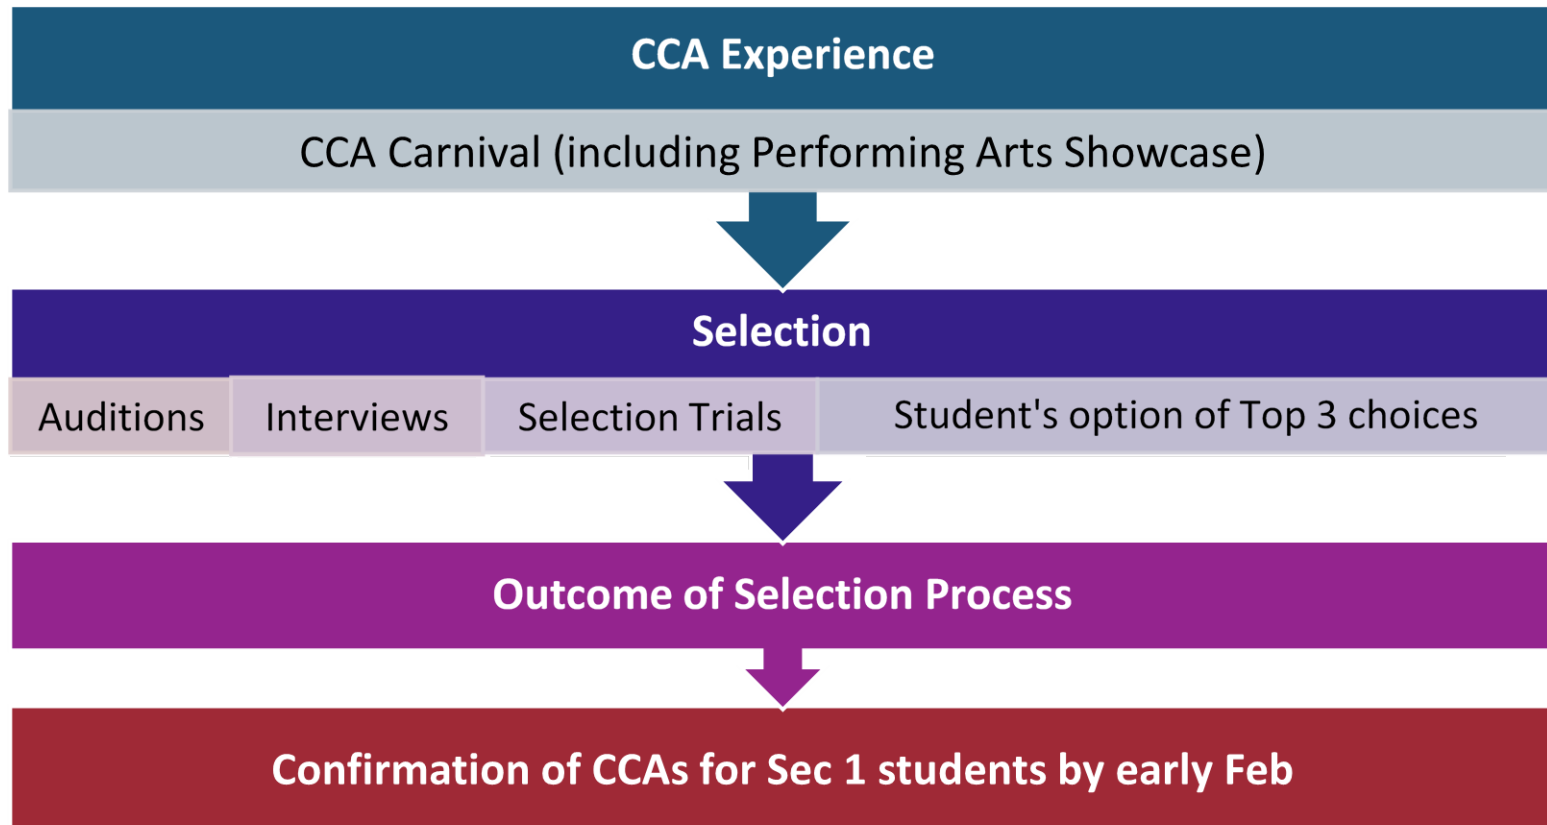 CCA Experience
CCA Carnival (including Performing Arts Showcase)
Selection
Auditions
Interviews
Selection Trials
Student's option of Top 3 choices
Outcome of Selection Process
Confirmation of CCAs for Sec 1 students by early Feb